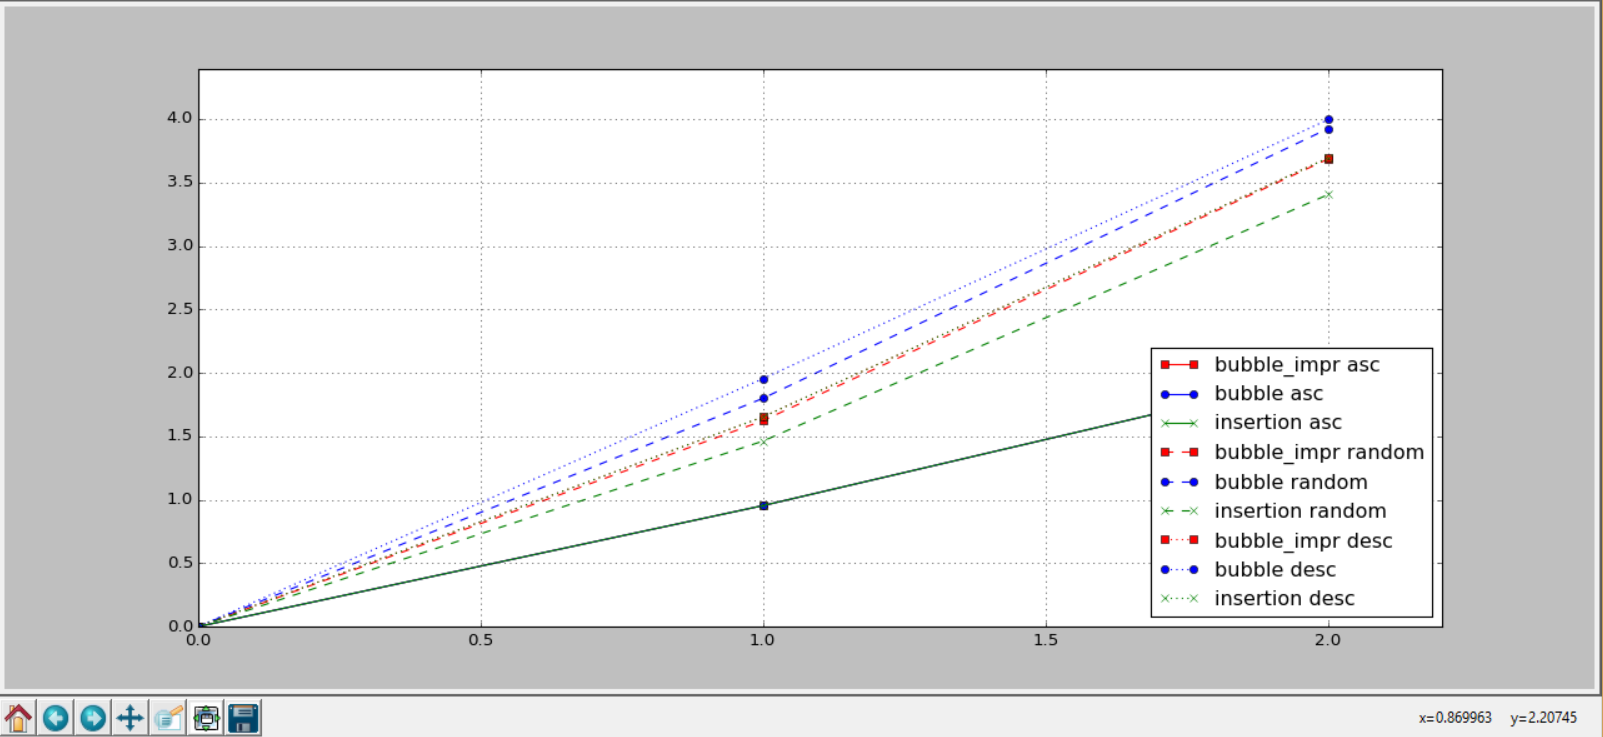 4.0
3.5
3.0
2.5
2.0
1.5
1.0
0.5
0.0
0.0 0.5 1.0 1.5 2.0
bubble_impr asc
bubble asc
insertion asc
bubble_impr random
bubble random
insertion random
bubble_impr desc
bubble desc
insertion desc
x=0.869963 y=2.20745